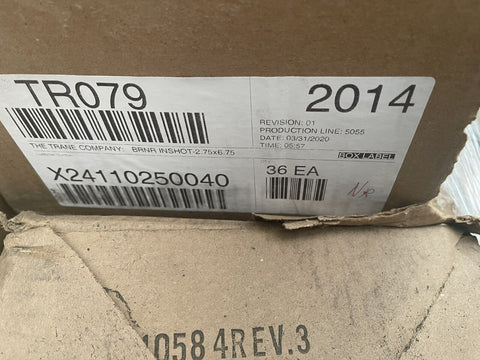 TR079
2014
REVISION: 01
PRODUCTION LINE: 5055
DATE: 03/31/2020
TIME: 05:57
THE TRANE COMPANY: BRNR INSHOT-2.75x6.75
BOX LABEL
X24110250040
36 EA
1058 4REV.3